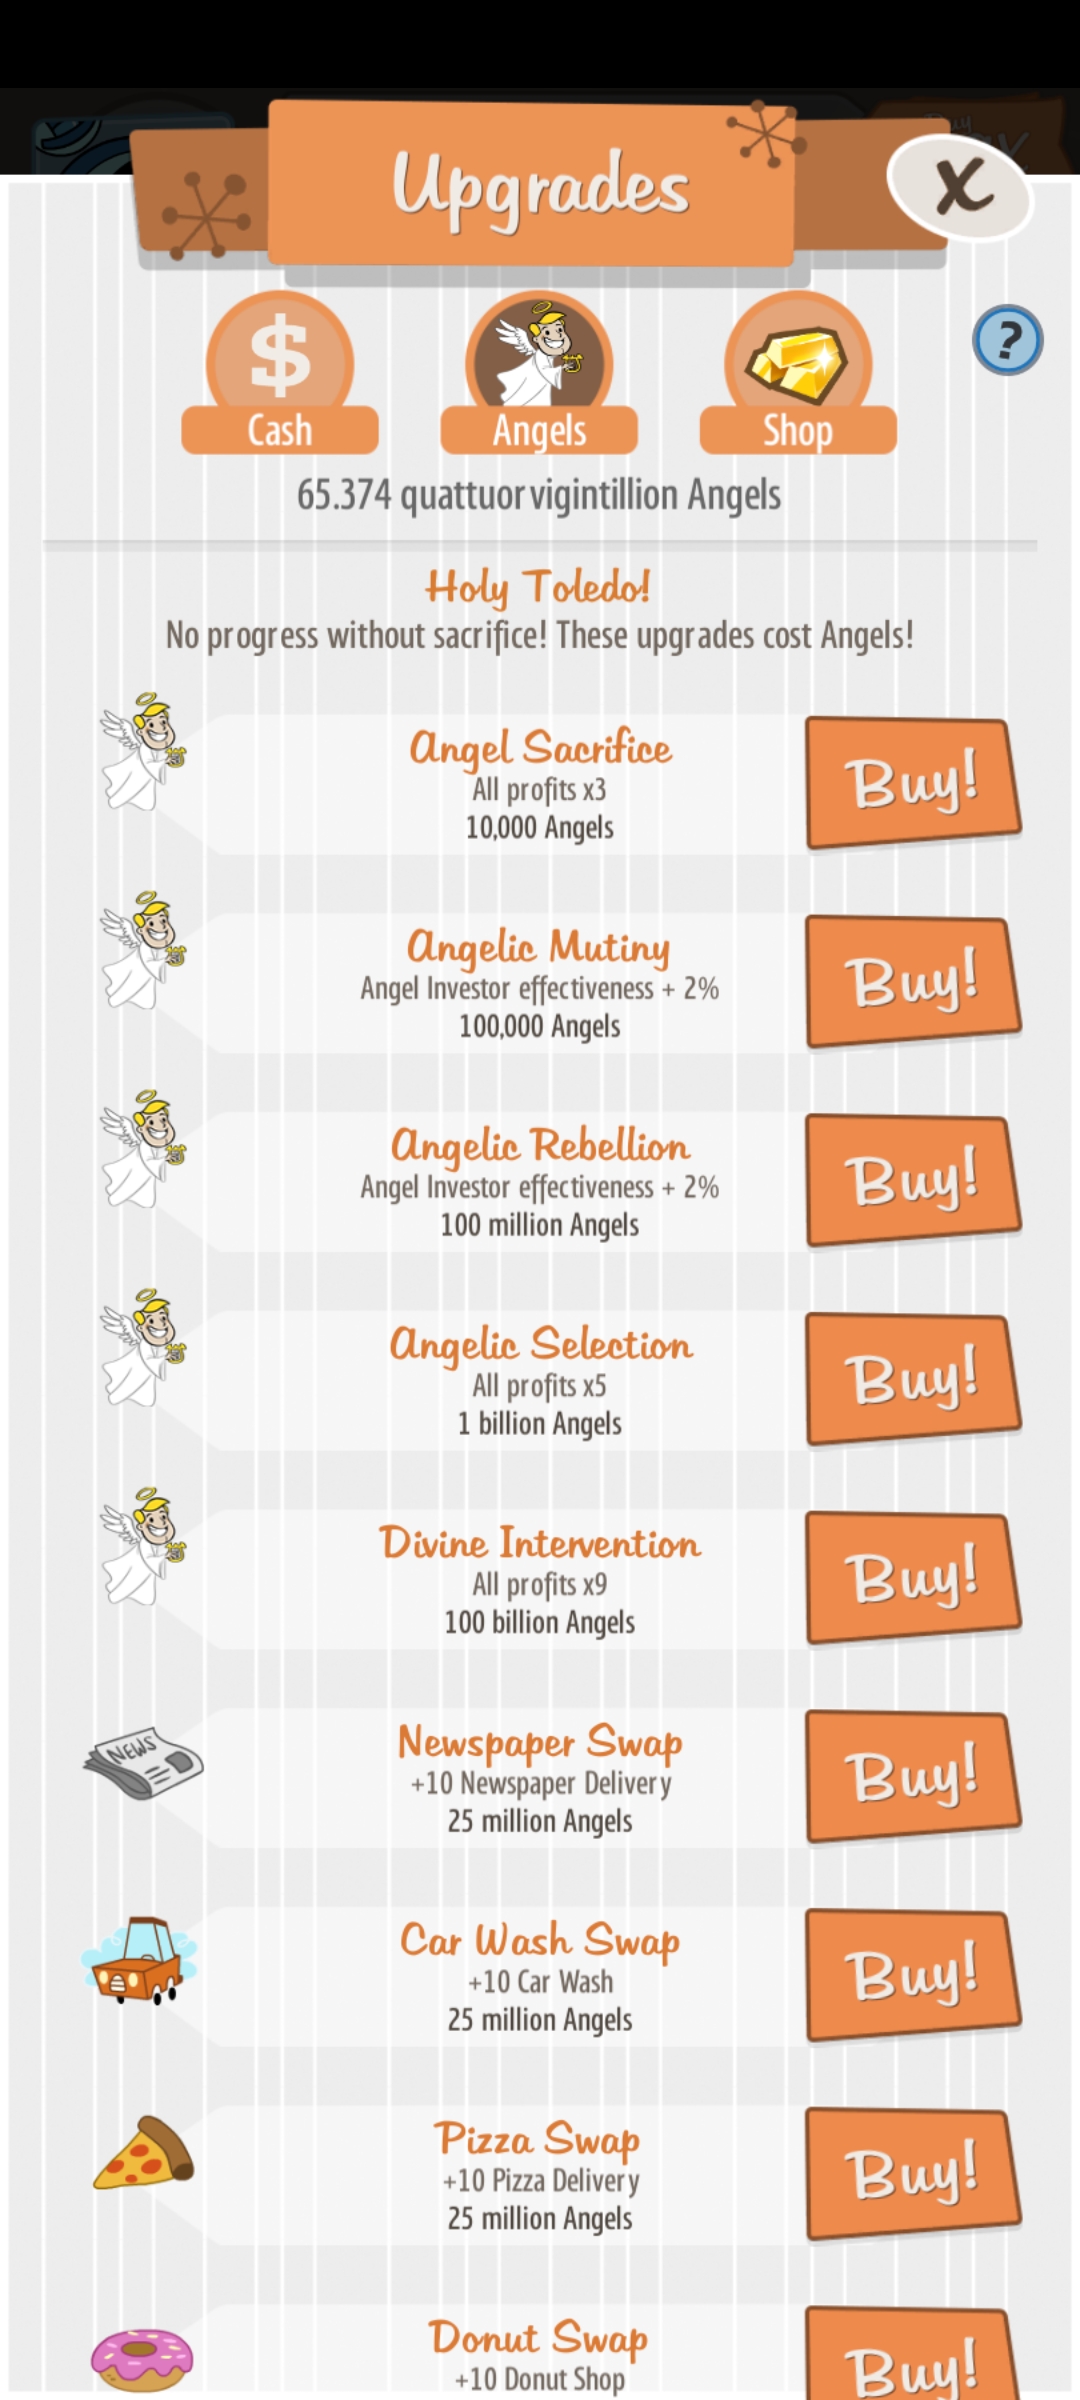 Buy
Upgrades
X
$
?
Cash
Angels
Shop
65.374 quattuorvigintillion Angels
Holy Toledo!
No progress without sacrifice! These upgrades cost Angels!
Angel Sacrifice
All profits x3
10,000 Angels
Buy!
Angelic Mutiny
Angel Investor effectiveness + 2%
100,000 Angels
Buy!
Angelic Rebellion
Angel Investor effectiveness + 2%
100 million Angels
Buy!
Angelic Selection
All profits x5
1 billion Angels
Buy!
Divine Intervention
All profits x9
100 billion Angels
Buy!
NEWS
Newspaper Swap
+10 Newspaper Delivery
25 million Angels
Buy!
Car Wash Swap
+10 Car Wash
25 million Angels
Buy!
Pizza Swap
+10 Pizza Delivery
25 million Angels
Buy!
Donut Swap
+10 Donut Shop
Buy!